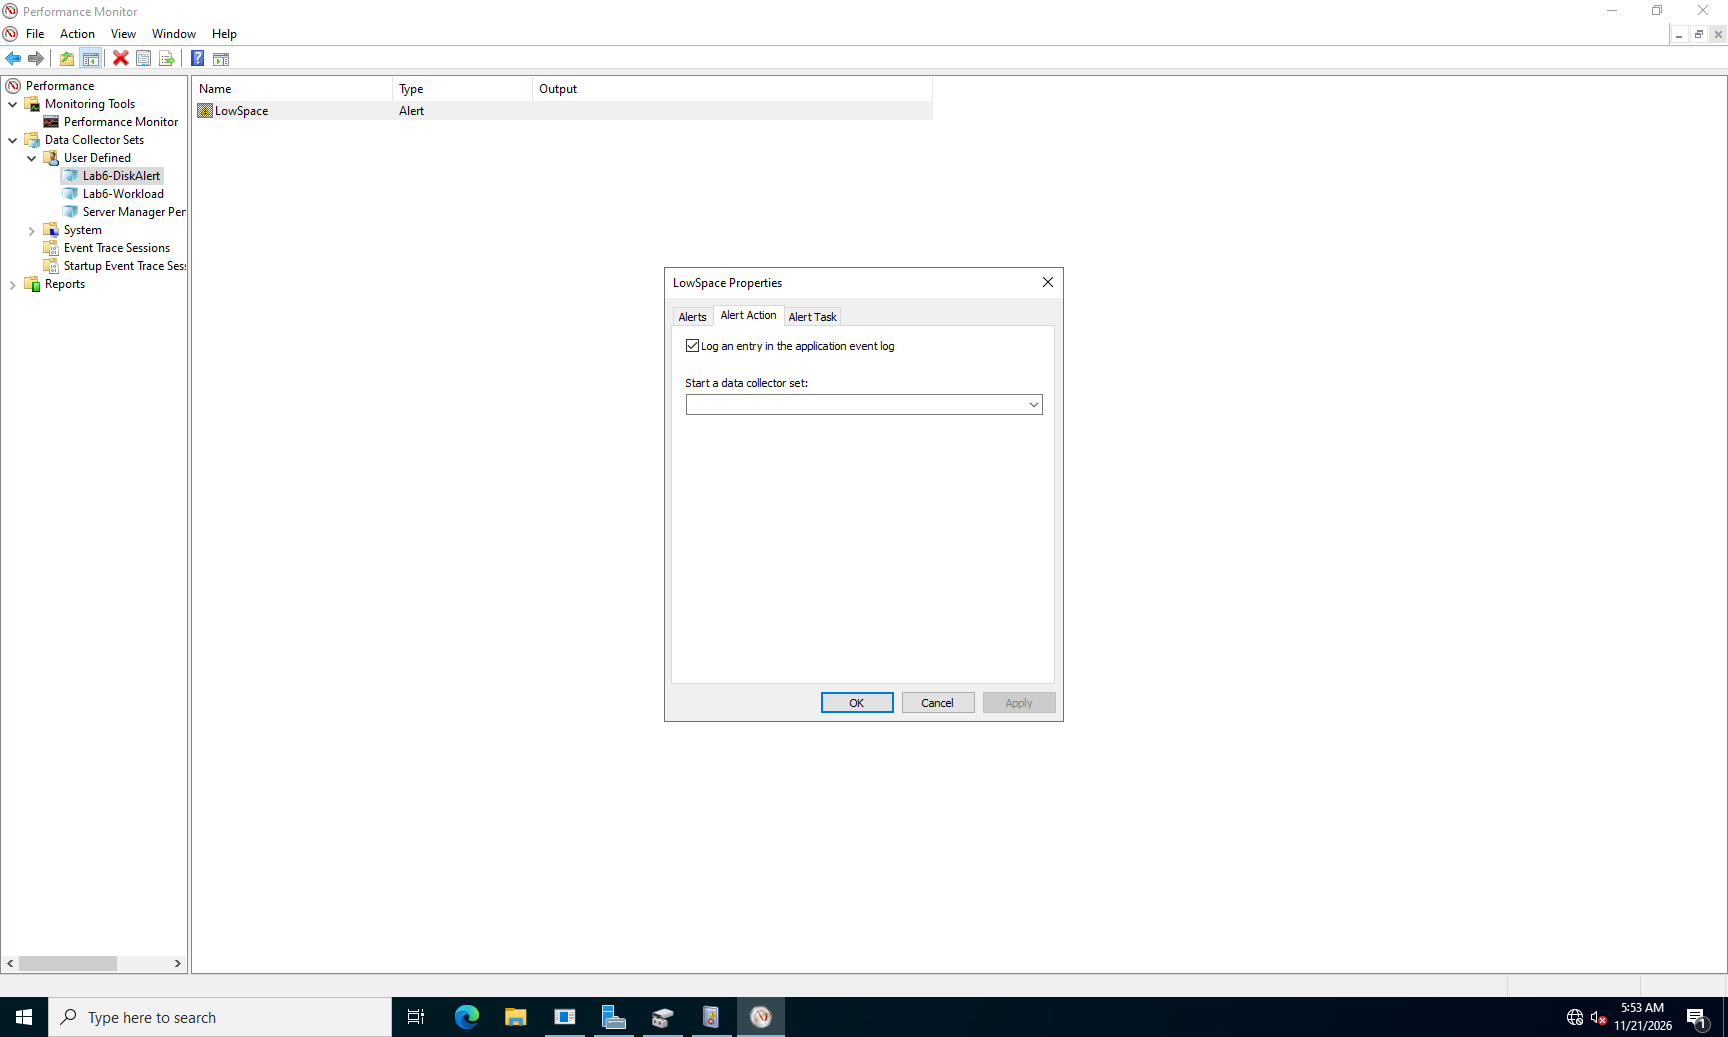 Performance Monitor
File Action View Window Help
Performance
Monitoring Tools
Performance Monitor
Data Collector Sets
User Defined
Lab6-DiskAlert
Lab6-Workload
Server Manager Per
System
Event Trace Sessions
Startup Event Trace Ses
Reports
Name Type Output
LowSpace Alert
LowSpace Properties
Alerts Alert Action Alert Task
Log an entry in the application event log
Start a data collector set:
OK Cancel Apply
Type here to search
5:53 AM
11/21/2026
1